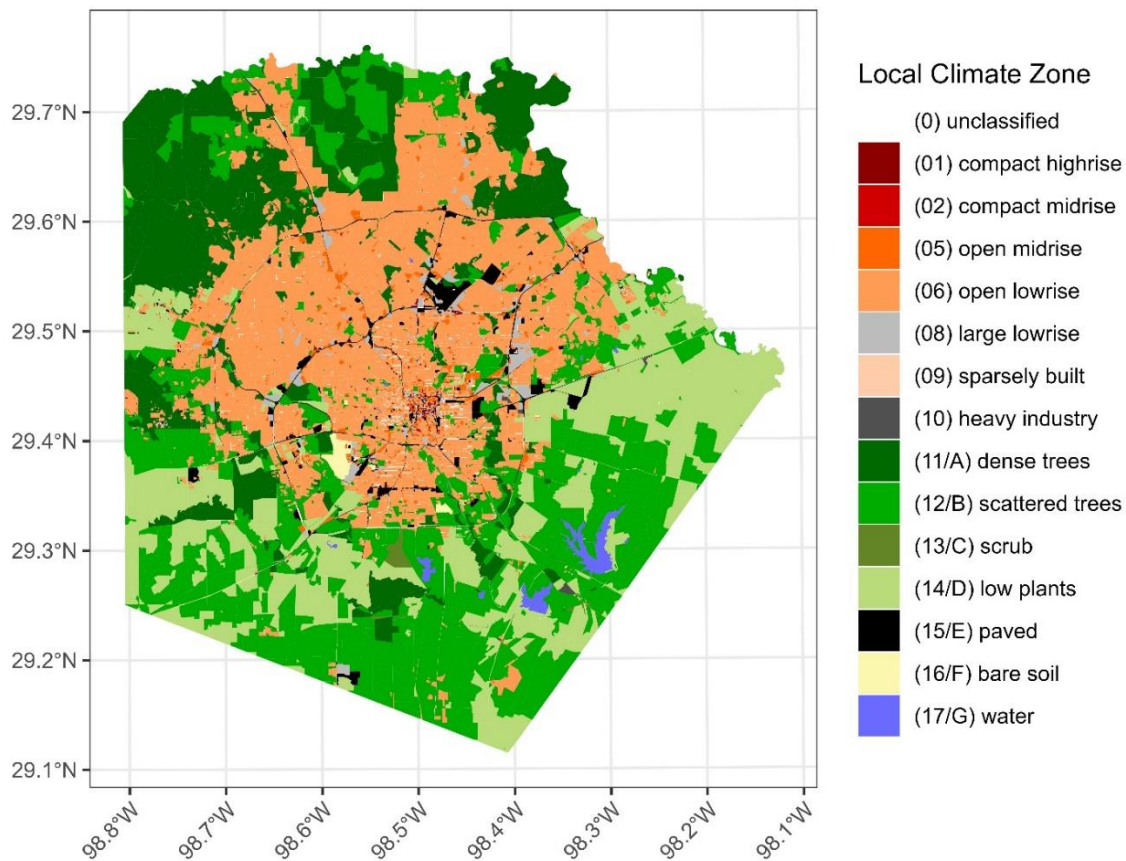 Local Climate Zone
(0) unclassified
(01) compact highrise
(02) compact midrise
(05) open midrise
(06) open lowrise
(08) large lowrise
(09) sparsely built
(10) heavy industry
(11/A) dense trees
(12/B) scattered trees
(13/C) scrub
(14/D) low plants
(15/E) paved
(16/F) bare soil
(17/G) water
29.7°N
29.6°N
29.5°N
29.4°N
29.3°N
29.2°N
29.1°N
98.8°W
98.7°W
98.6°W
98.5°W
98.4°W
98.3°W
98.2°W
98.1°W